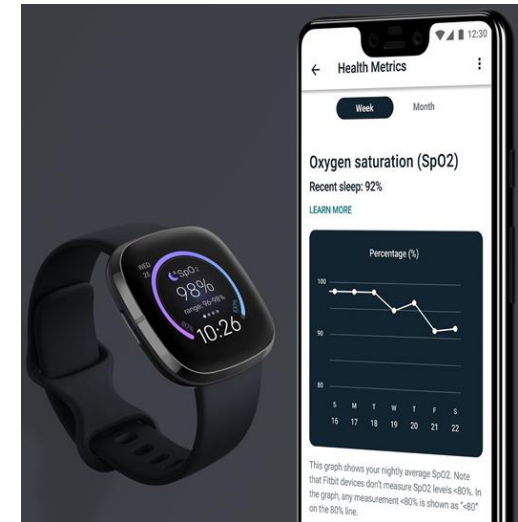 WED
23
SpO₂
98%
range: 96-98%
80%
10:26
12:30
Health Metrics
Week Month
Oxygen saturation (SpO2)
Recent sleep: 92%
LEARN MORE
Percentage (%)
100
90
80
S M T W T F S
16 17 18 19 20 21 22
This graph shows your nightly average SpO2. Note
that Fitbit devices don't measure SpO2 levels <80%. In
the graph, any measurement <80% is shown as "<80"
on the 80% line.